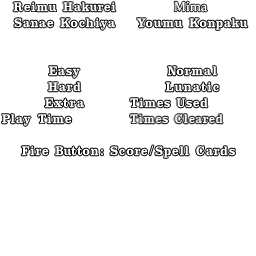 Reimu Hakurei Mima
Sanae Kochiya Youmu Konpaku
Easy Normal
Hard Lunatic
Extra Times Used
Play Time Times Cleared
Fire Button: Score/Spell Cards